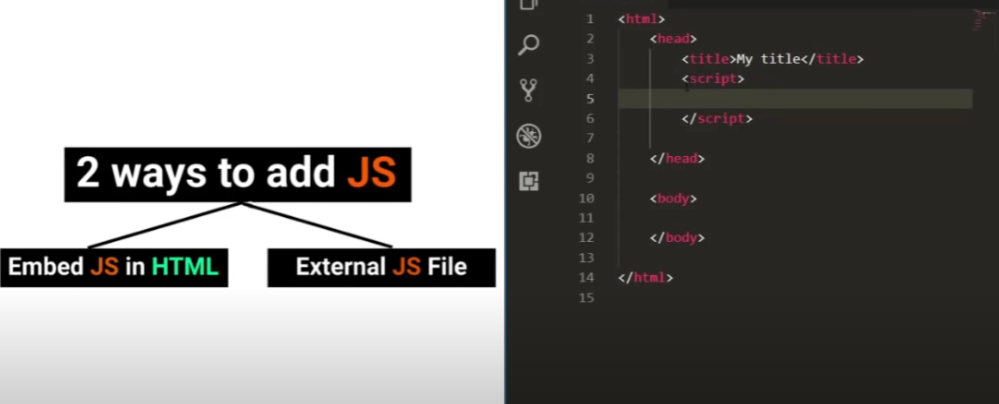 2 ways to add JS
Embed JS in HTML
External JS File
1 <html>
2 <head>
3 <title>My title</title>
4 <script>
5
6 </script>
7
8 </head>
9
10 <body>
11
12 </body>
13
14 </html>
15